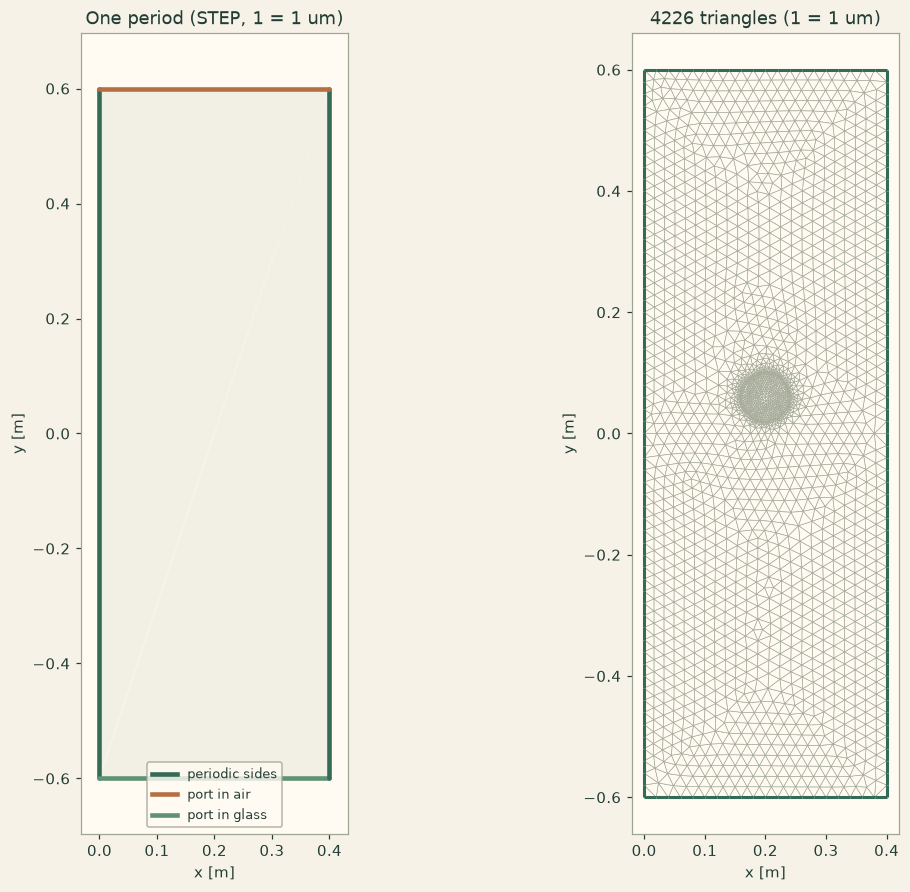 One period (STEP, 1 = 1 um)
0.6
0.4
0.2
0.0
−0.2
−0.4
−0.6
y [m]
periodic sides
port in air
port in glass
0.0 0.1 0.2 0.3 0.4
x [m]
4226 triangles (1 = 1 um)
0.6
0.4
0.2
0.0
−0.2
−0.4
−0.6
y [m]
0.0 0.1 0.2 0.3 0.4
x [m]